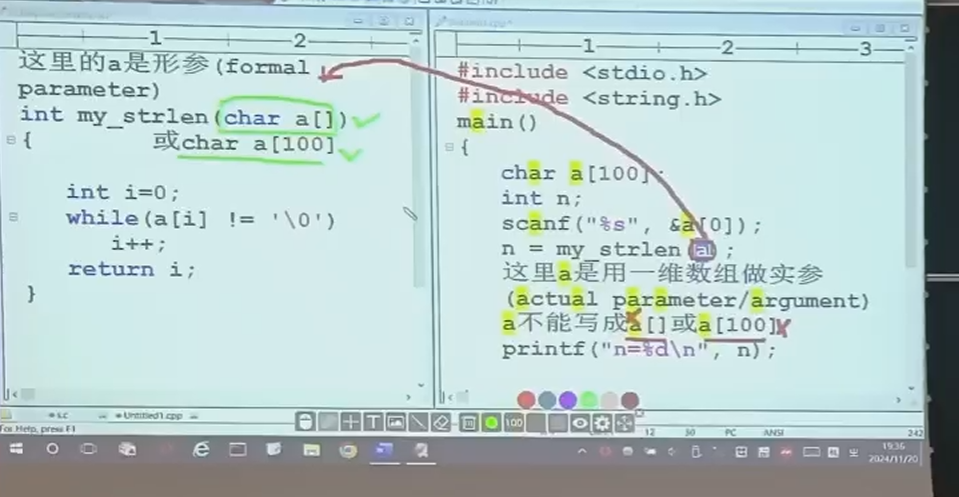 1 2
这里的a是形参(formal
parameter)
int my_strlen(char a[])
{ 或char a[100]
int i=0;
while(a[i] != '\0')
i++;
return i;
}
1 2 3
#include <stdio.h>
#include <string.h>
main()
{
char a[100];
int n;
scanf("%s", &a[0]);
n = my_strlen(a);
这里a是用一维数组做实参
(actual parameter/argument)
a不能写成a[]或a[100]
printf("n=%d\n", n);
Untitled1.cpp
For Help, press F1
T 100
12 30 PC ANSI 242
19:36
2024/11/20